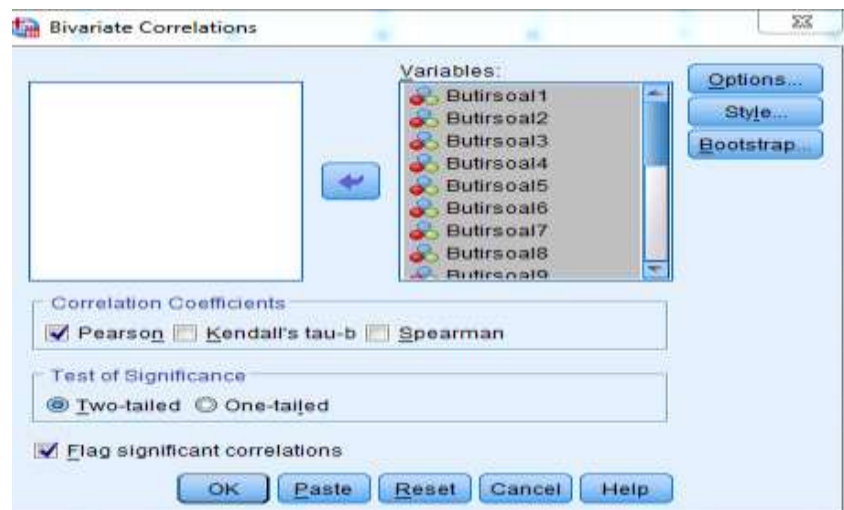 Bivariate Correlations
Variables:
Butirsoal1
Butirsoal2
Butirsoal3
Butirsoal4
Butirsoal5
Butirsoal6
Butirsoal7
Butirsoal8
Butirsoal9
Options...
Style...
Bootstrap...
Correlation Coefficients
Pearson Kendall's tau-b Spearman
Test of Significance
Two-tailed One-tailed
Flag significant correlations
OK Paste Reset Cancel Help